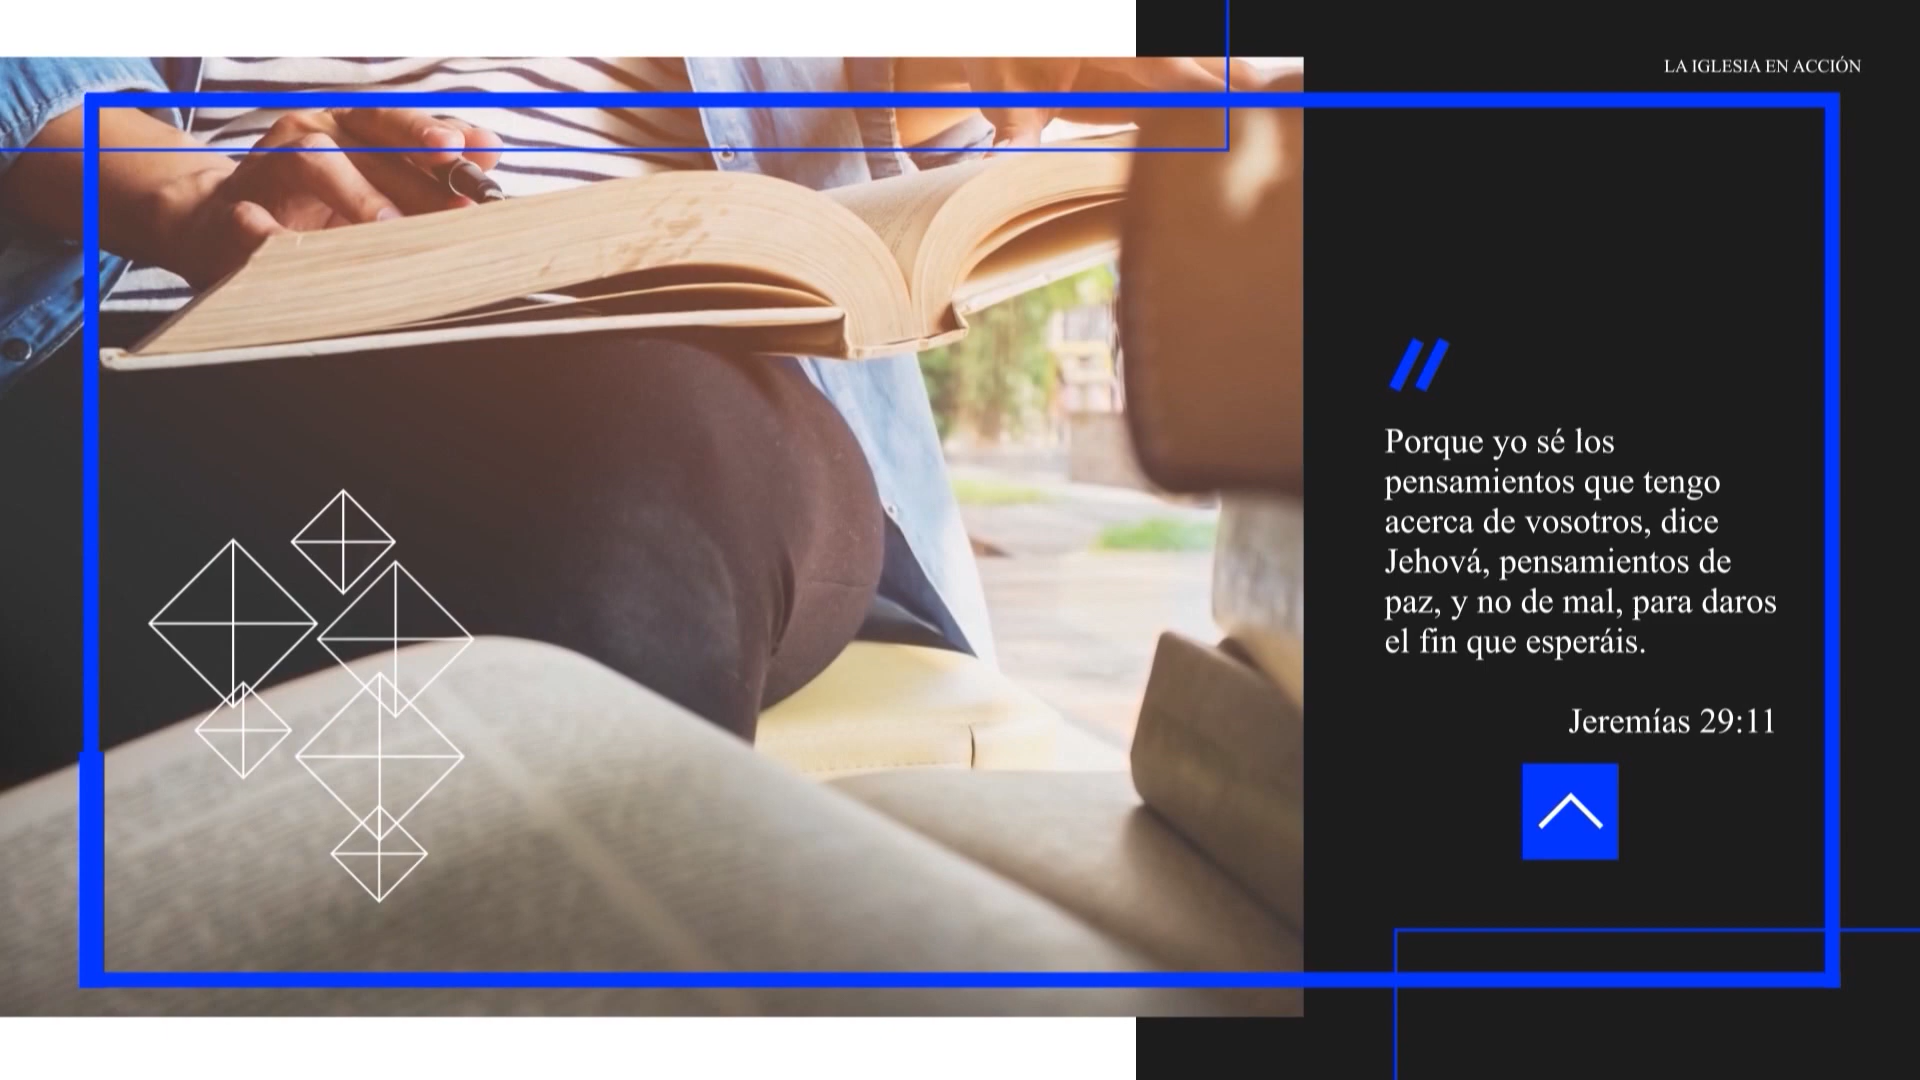 LA IGLESIA EN ACCIÓN
Porque yo sé los
pensamientos que tengo
acerca de vosotros, dice
Jehová, pensamientos de
paz, y no de mal, para daros
el fin que esperáis.
Jeremías 29:11